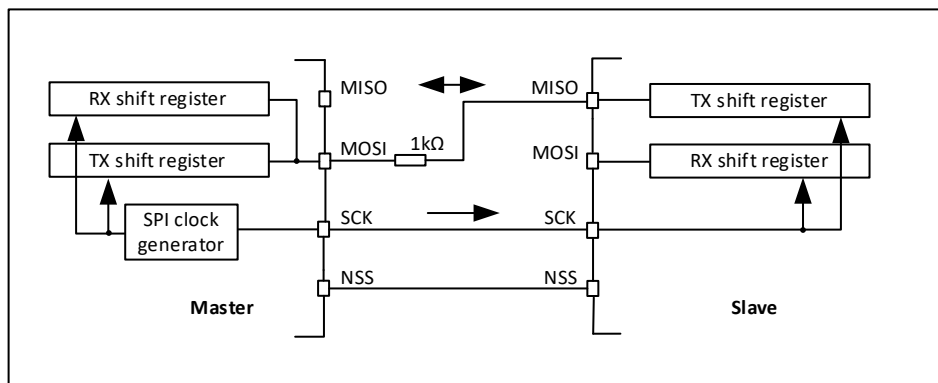 RX shift register
TX shift register
SPI clock
generator
Master
MISO
MOSI
1kΩ
SCK
NSS
MISO
MOSI
SCK
NSS
TX shift register
RX shift register
Slave